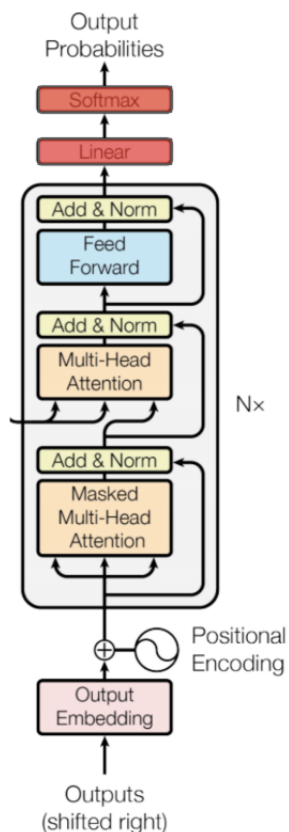 Output
Probabilities
Softmax
Linear
Add & Norm
Feed
Forward
Add & Norm
Multi-Head
Attention
N×
Add & Norm
Masked
Multi-Head
Attention
Positional
Encoding
Output
Embedding
Outputs
(shifted right)